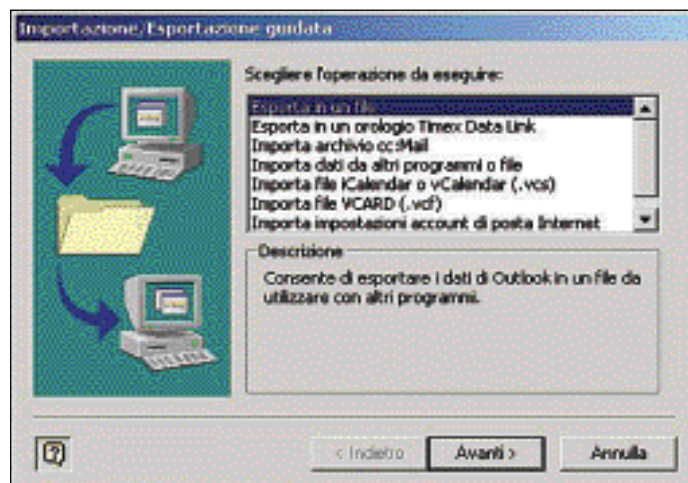 Importazione/Esportazione guidata
Scegliere l'operazione da eseguire:
Esporta in un file
Esporta in un orologio Timex Data Link
Importa archivio cc:Mail
Importa dati da altri programmi o file
Importa file iCalendar o vCalendar (.vcs)
Importa file VCARD (.vcf)
Importa impostazioni account di posta Internet
Descrizione
Consente di esportare i dati di Outlook in un file da
utilizzare con altri programmi.
< Indietro
Avanti >
Annulla